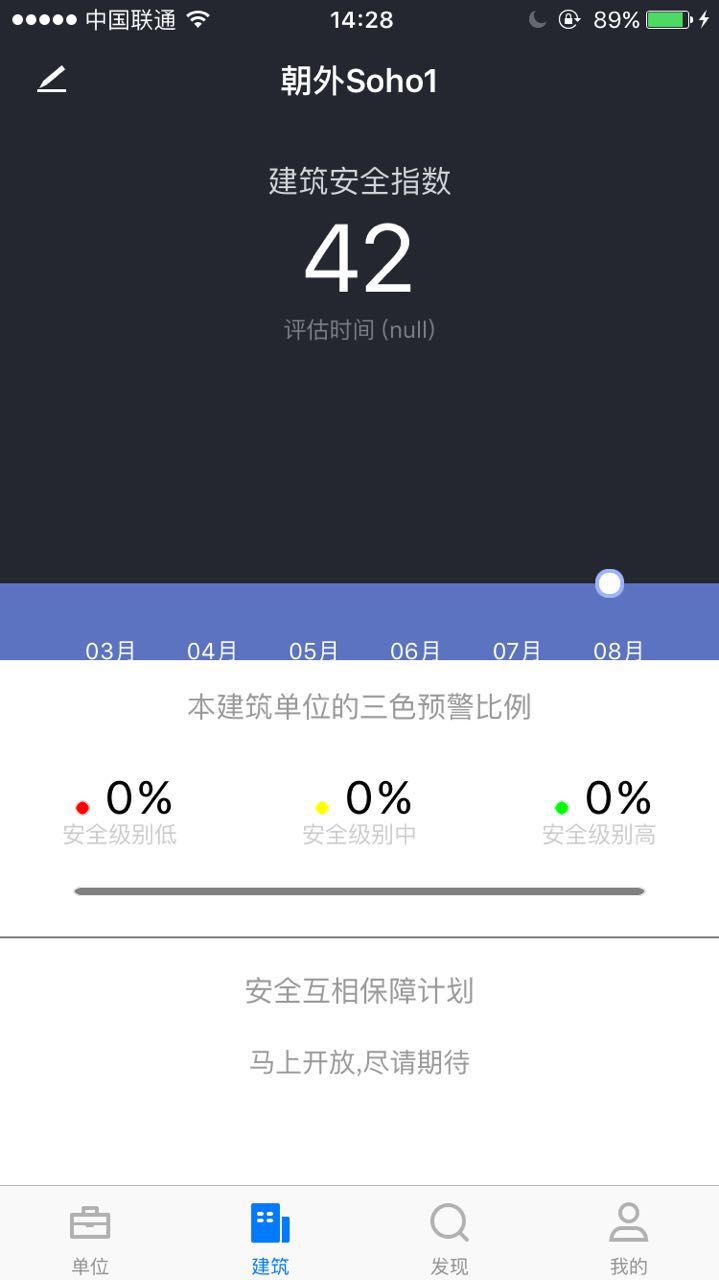 中国联通 14:28 89%
朝外Soho1
建筑安全指数
42
评估时间 (null)
03月 04月 05月 06月 07月 08月
本建筑单位的三色预警比例
0% 0% 0%
安全级别低 安全级别中 安全级别高
安全互相保障计划
马上开放,尽请期待
单位 建筑 发现 我的